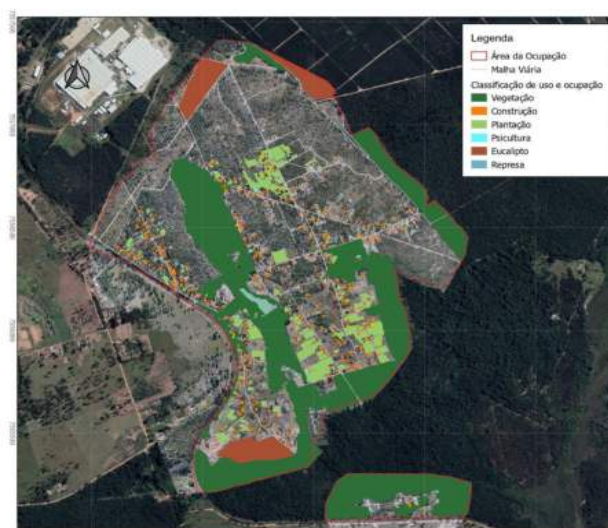 Legenda
Área da Ocupação
Malha Viária
Classificação de uso e ocupação
Vegetação
Construção
Plantação
Psicultura
Eucalipto
Represa